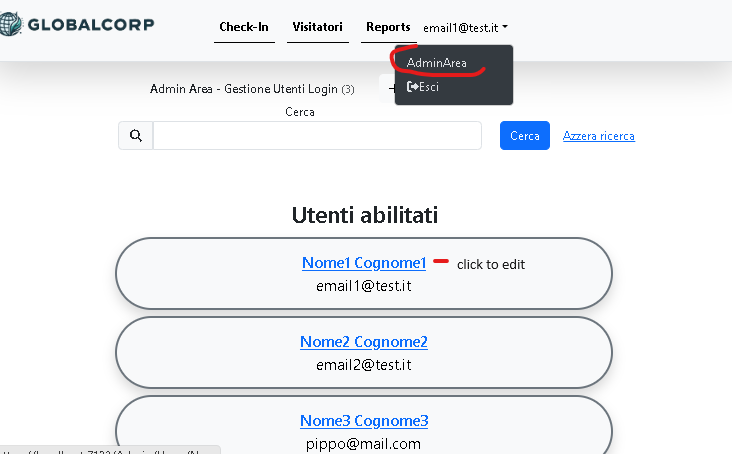 GLOBALCORP
Check-In Visitatori Reports email1@test.it
AdminArea
Esci
Admin Area - Gestione Utenti Login (3)
Cerca
Cerca Azzera ricerca
Utenti abilitati
Nome1 Cognome1 click to edit
email1@test.it
Nome2 Cognome2
email2@test.it
Nome3 Cognome3
pippo@mail.com